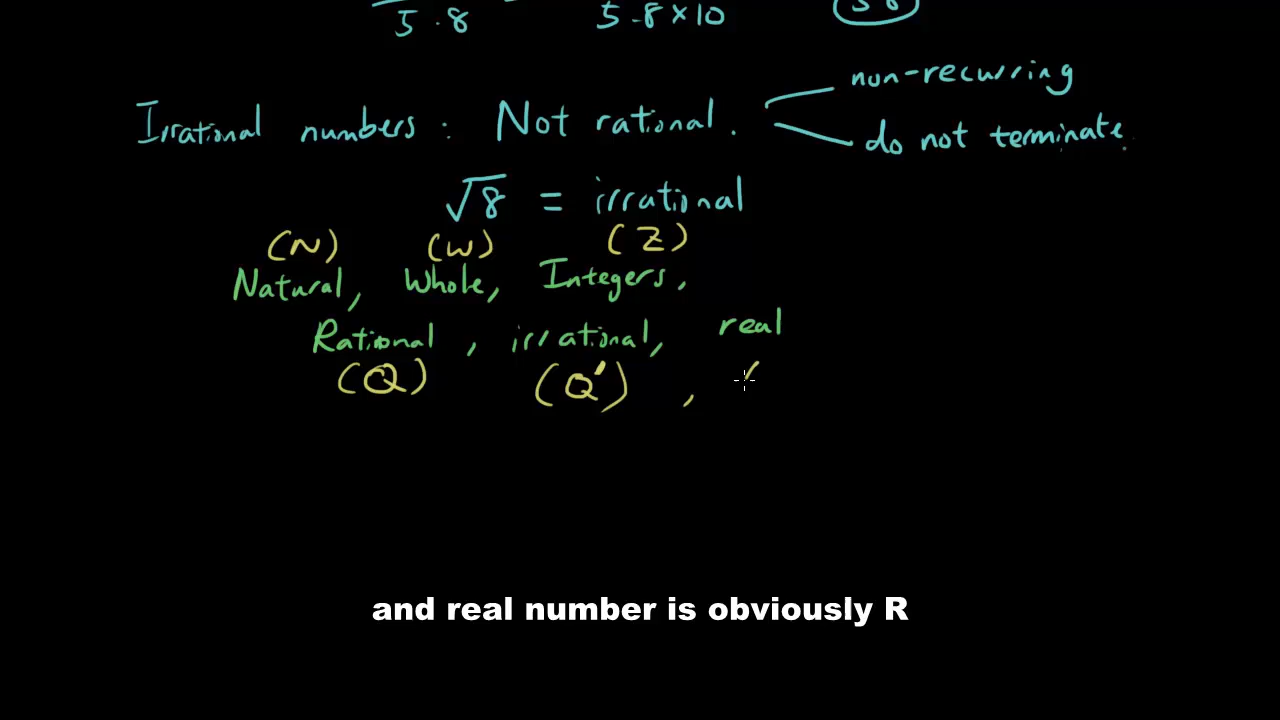 5.8 5.8×10
Irrational numbers: Not rational. non-recurring
do not terminate.
√8 = irrational
(N) (W) (Z)
Natural, Whole, Integers,
Rational, irrational, real
(Q) (Q'), (
and real number is obviously R